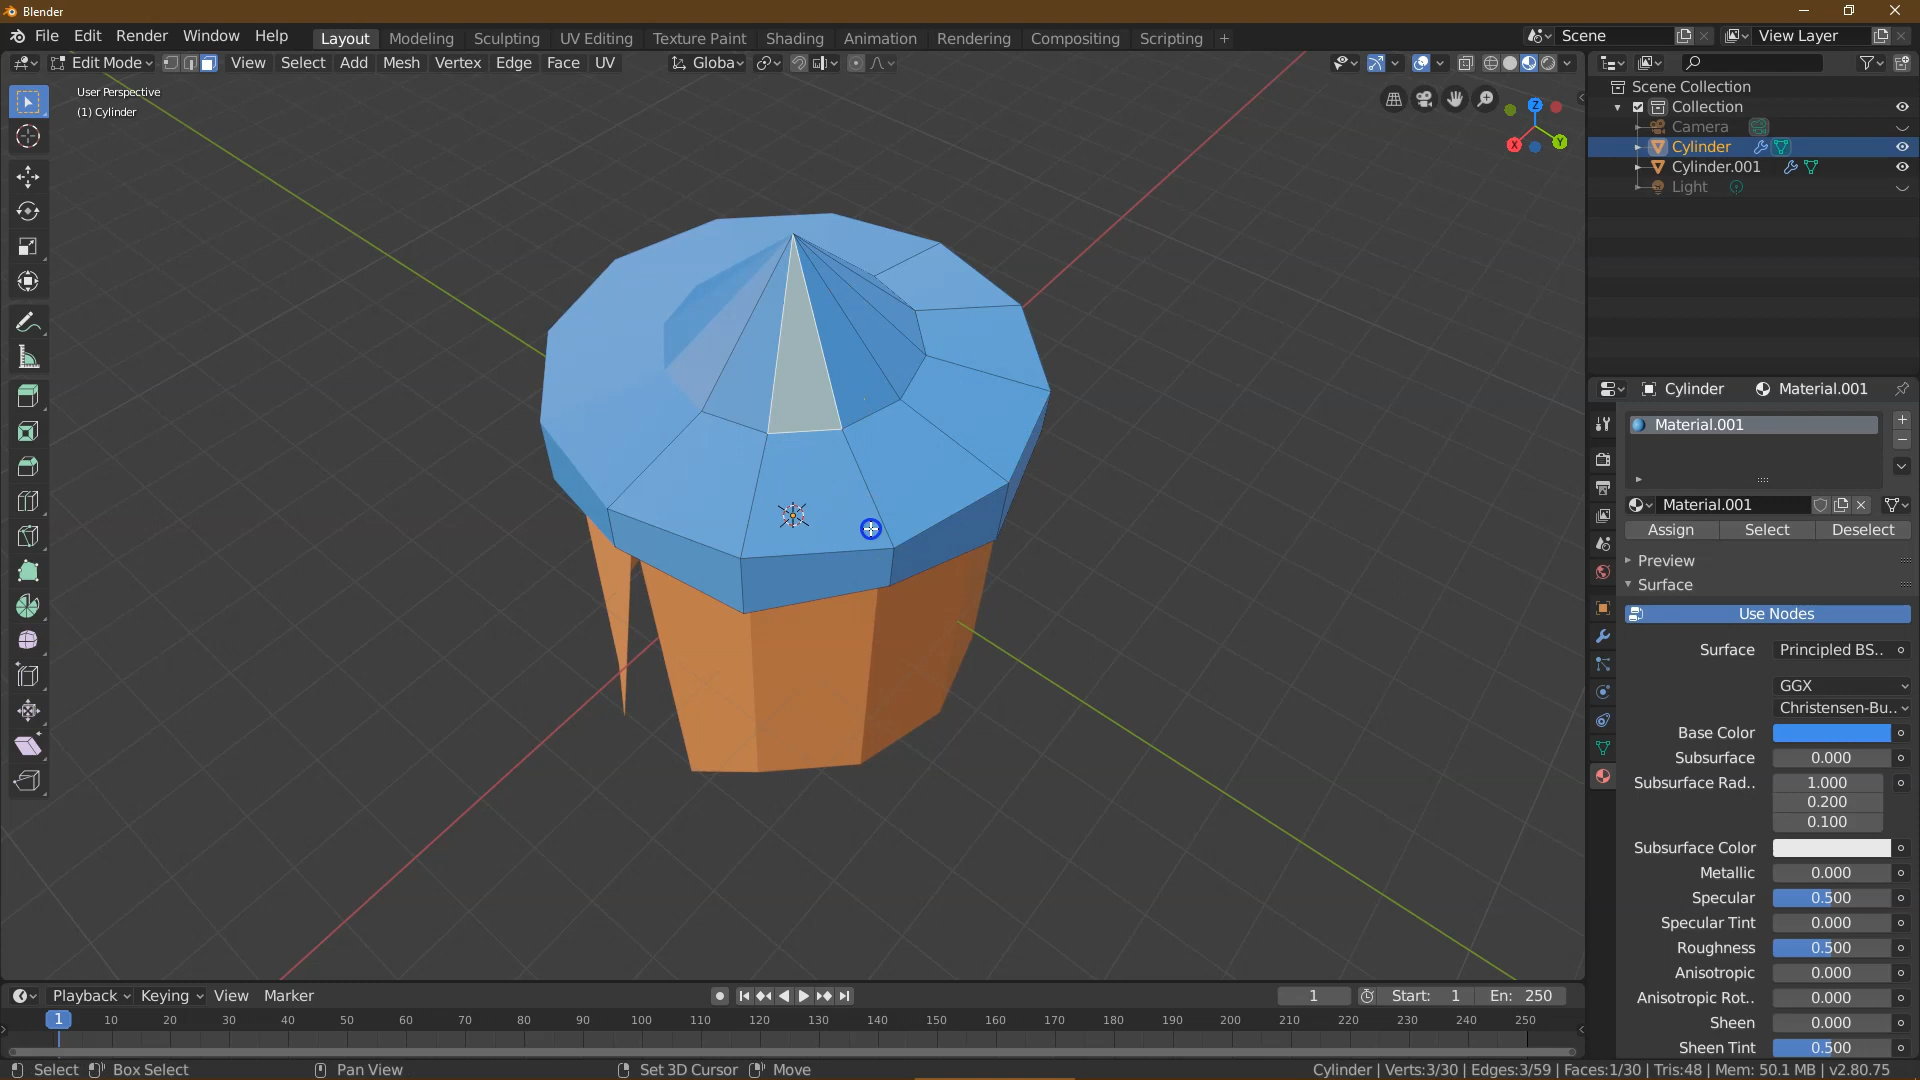 Blender
File Edit Render Window Help Layout Modeling Sculpting UV Editing Texture Paint Shading Animation Rendering Compositing Scripting + Scene View Layer
Edit Mode View Select Add Mesh Vertex Edge Face UV Globa
User Perspective
(1) Cylinder
Z
Y
X
Scene Collection
Collection
Camera
Cylinder
Cylinder.001
Light
Cylinder Material.001
Material.001
Material.001
Assign Select Deselect
Preview
Surface
Use Nodes
Surface Principled BS..
GGX
Christensen-Bu..
Base Color
Subsurface 0.000
Subsurface Rad.. 1.000
0.200
0.100
Subsurface Color
Metallic 0.000
Specular 0.500
Specular Tint 0.000
Roughness 0.500
Anisotropic 0.000
Anisotropic Rot.. 0.000
Sheen 0.000
Sheen Tint 0.500
Playback Keying View Marker 1 Start: 1 En: 250
1 10 20 30 40 50 60 70 80 90 100 110 120 130 140 150 160 170 180 190 200 210 220 230 240 250
Select Box Select Pan View Set 3D Cursor Move Cylinder | Verts:3/30 | Edges:3/59 | Faces:1/30 | Tris:48 | Mem: 50.1 MB | v2.80.75